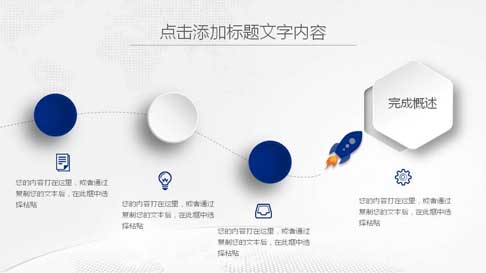 点击添加标题文字内容
完成概述
您的内容打在这里，或者通过
复制您的文本后，在此框中选
择粘贴
您的内容打在这里，或者通过
复制您的文本后，在此框中选
择粘贴
您的内容打在这里，或者通过
复制您的文本后，在此框中选
择粘贴
您的内容打在这里，或者通过
复制您的文本后，在此框中选
择粘贴